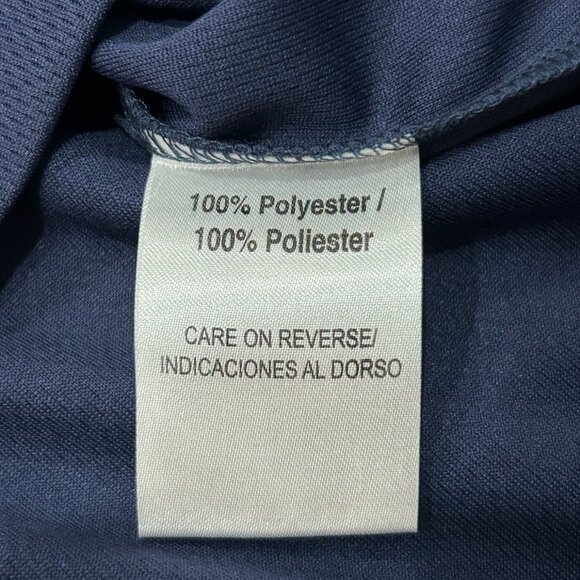 100% Polyester /
100% Poliester
CARE ON REVERSE/
INDICACIONES AL DORSO